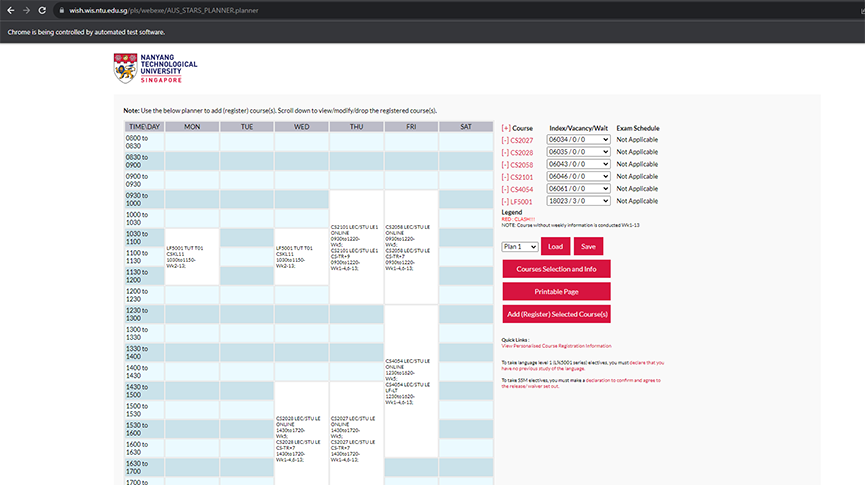 wish.wis.ntu.edu.sg/pls/webexe/AUS_STARS_PLANNER.planner
Chrome is being controlled by automated test software.
NANYANG
TECHNOLOGICAL
UNIVERSITY
SINGAPORE
Note: Use the below planner to add (register) course(s). Scroll down to view/modify/drop the registered course(s).
TIME\DAY MON TUE WED THU FRI SAT
0800 to
0830
0830 to
0900
0900 to
0930
0930 to
1000
1000 to
1030
1030 to
1100
1100 to
1130
1130 to
1200
1200 to
1230
1230 to
1300
1300 to
1330
1330 to
1400
1400 to
1430
1430 to
1500
1500 to
1530
1530 to
1600
1600 to
1630
1630 to
1700
1700 to
LF5001 TUT T01
CSKL11
1030to1150-
Wk2-13;
LF5001 TUT T01
CSKL11
1030to1150-
Wk2-13;
CS2028 LEC/STU LE
ONLINE
1430to1720-
Wk5;
CS2028 LEC/STU LE
CS-TR+7
1430to1720-
Wk1-4,6-13;
CS2101 LEC/STU LE1
ONLINE
0930to1220-
Wk5;
CS2101 LEC/STU LE1
CS-TR+9
0930to1220-
Wk1-4,6-13;
CS2027 LEC/STU LE
ONLINE
1430to1720-
Wk5;
CS2027 LEC/STU LE
CS-TR+7
1430to1720-
Wk1-4,6-13;
CS2058 LEC/STU LE
ONLINE
0930to1220-
Wk5;
CS2058 LEC/STU LE
CS-TR+7
0930to1220-
Wk1-4,6-13;
CS4054 LEC/STU LE
ONLINE
1230to1620-
Wk5;
CS4054 LEC/STU LE
LF-LT
1230to1620-
Wk1-4,6-13;
[+] Course Index/Vacancy/Wait Exam Schedule
[-] CS2027 06034 / 0 / 0 Not Applicable
[-] CS2028 06035 / 0 / 0 Not Applicable
[-] CS2058 06043 / 0 / 0 Not Applicable
[-] CS2101 06046 / 0 / 0 Not Applicable
[-] CS4054 06061 / 0 / 0 Not Applicable
[-] LF5001 18023 / 3 / 0 Not Applicable
Legend
RED: CLASH!!!
NOTE: Course without weekly information is conducted Wk1-13
Plan 1 Load Save
Courses Selection and Info
Printable Page
Add (Register) Selected Course(s)
Quick Links :
View Personalised Course Registration Information
To take language level 1 (L%5001 series) electives, you must declare that you
have no previous study of the language.
To take SSM electives, you must make a declaration to confirm and agree to
the release/ waiver set out.